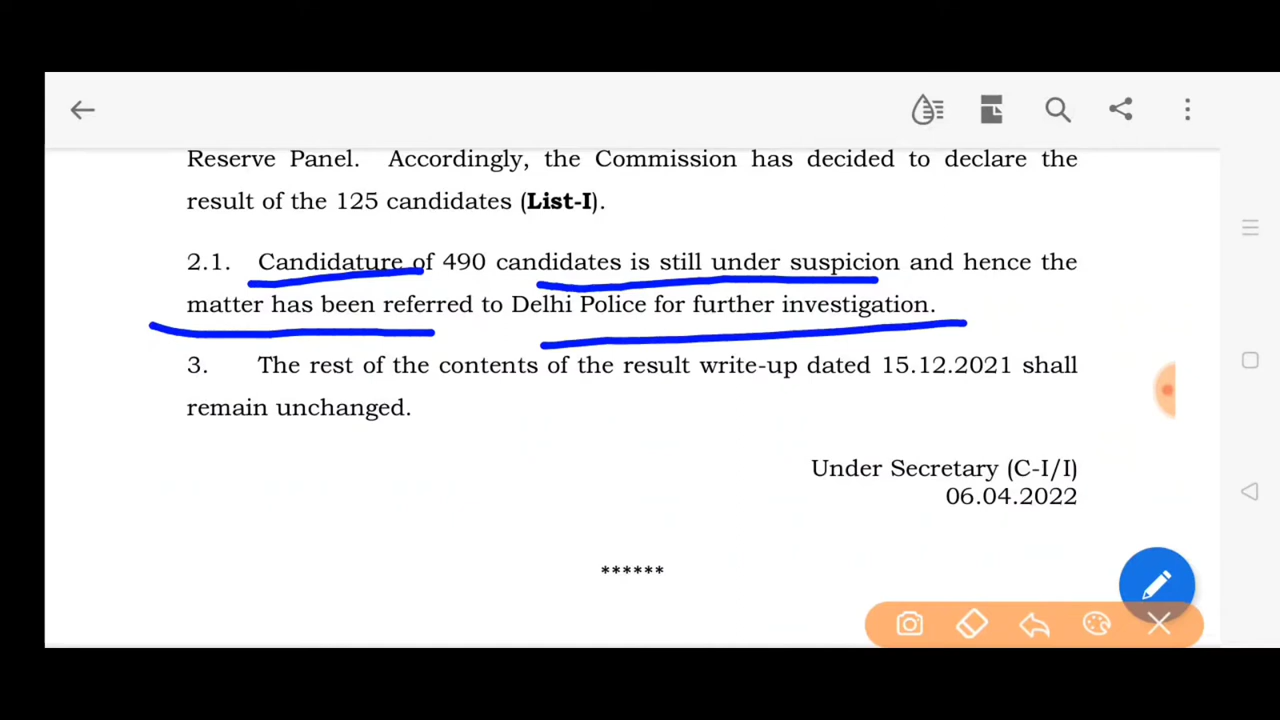 Reserve Panel. Accordingly, the Commission has decided to declare the
result of the 125 candidates (List-I).
2.1. Candidature of 490 candidates is still under suspicion and hence the
matter has been referred to Delhi Police for further investigation.
3. The rest of the contents of the result write-up dated 15.12.2021 shall
remain unchanged.
Under Secretary (C-I/I)
06.04.2022
******